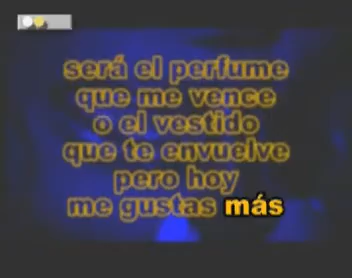 será el perfume
que me vence
o el vestido
que te envuelve
pero hoy
me gustas más